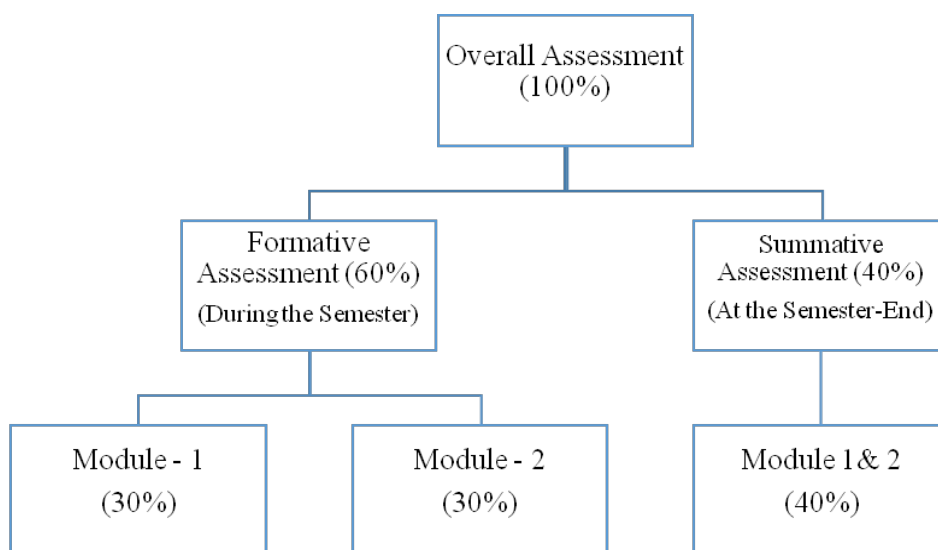 Overall Assessment
(100%)
Formative
Assessment (60%)
(During the Semester)
Summative
Assessment (40%)
(At the Semester-End)
Module - 1
(30%)
Module - 2
(30%)
Module 1& 2
(40%)